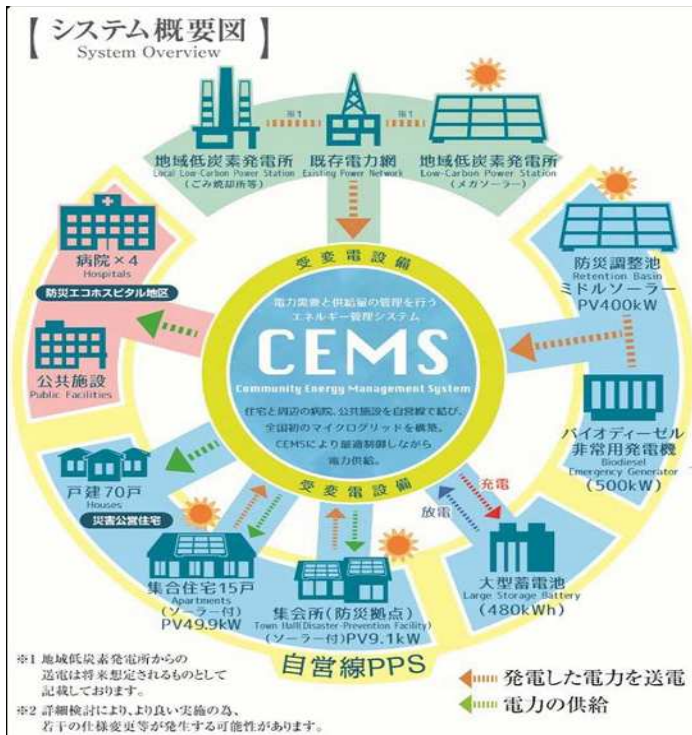 【システム概要図】
System Overview
※1
※1
地域低炭素発電所
Local Low-Carbon Power Station
(ごみ焼却所等)
既存電力網
Existing Power Network
地域低炭素発電所
Low-Carbon Power Station
(メガソーラー)
病院×4
Hospitals
防災エコホスピタル地区
公共施設
Public Facilities
受変電設備
電力需要と供給量の管理を行う
エネルギー管理システム
CEMS
Community Energy Management System
住宅と周辺の病院、公共施設を自営線で結び、
全国初のマイクログリッドを構築。
CEMSにより最適制御しながら
電力供給。
受変電設備
防災調整池
Retention Basin
ミドルソーラー
PV400kW
バイオディーゼル
非常用発電機
Biodiesel
Emergency Generator
(500kW)
戸建70戸
Houses
災害公営住宅
集合住宅15戸
Apartments
(ソーラー付)
PV49.9kW
集会所(防災拠点)
Town Hall(Disaster-Prevention Facility)
(ソーラー付)PV9.1kW
充電
放電
大型蓄電池
Large Storage Battery
(480kWh)
自営線PPS
※1 地域低炭素発電所からの
送電は将来想定されるものとして
記載しております。
※2 詳細検討により、より良い実施の為、
若干の仕様変更等が発生する可能性があります。
発電した電力を送電
電力の供給